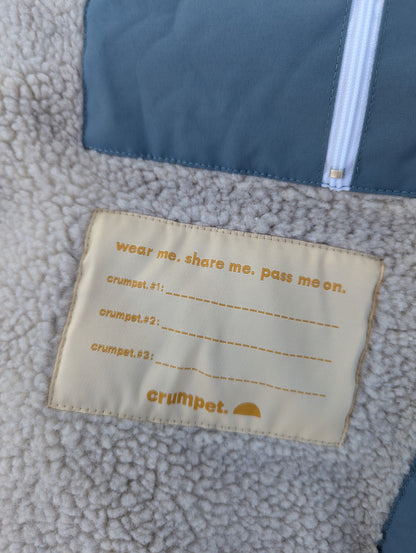 wear me. share me. pass me on.
crumpet.#1:
crumpet.#2:
crumpet.#3:
crumpet.